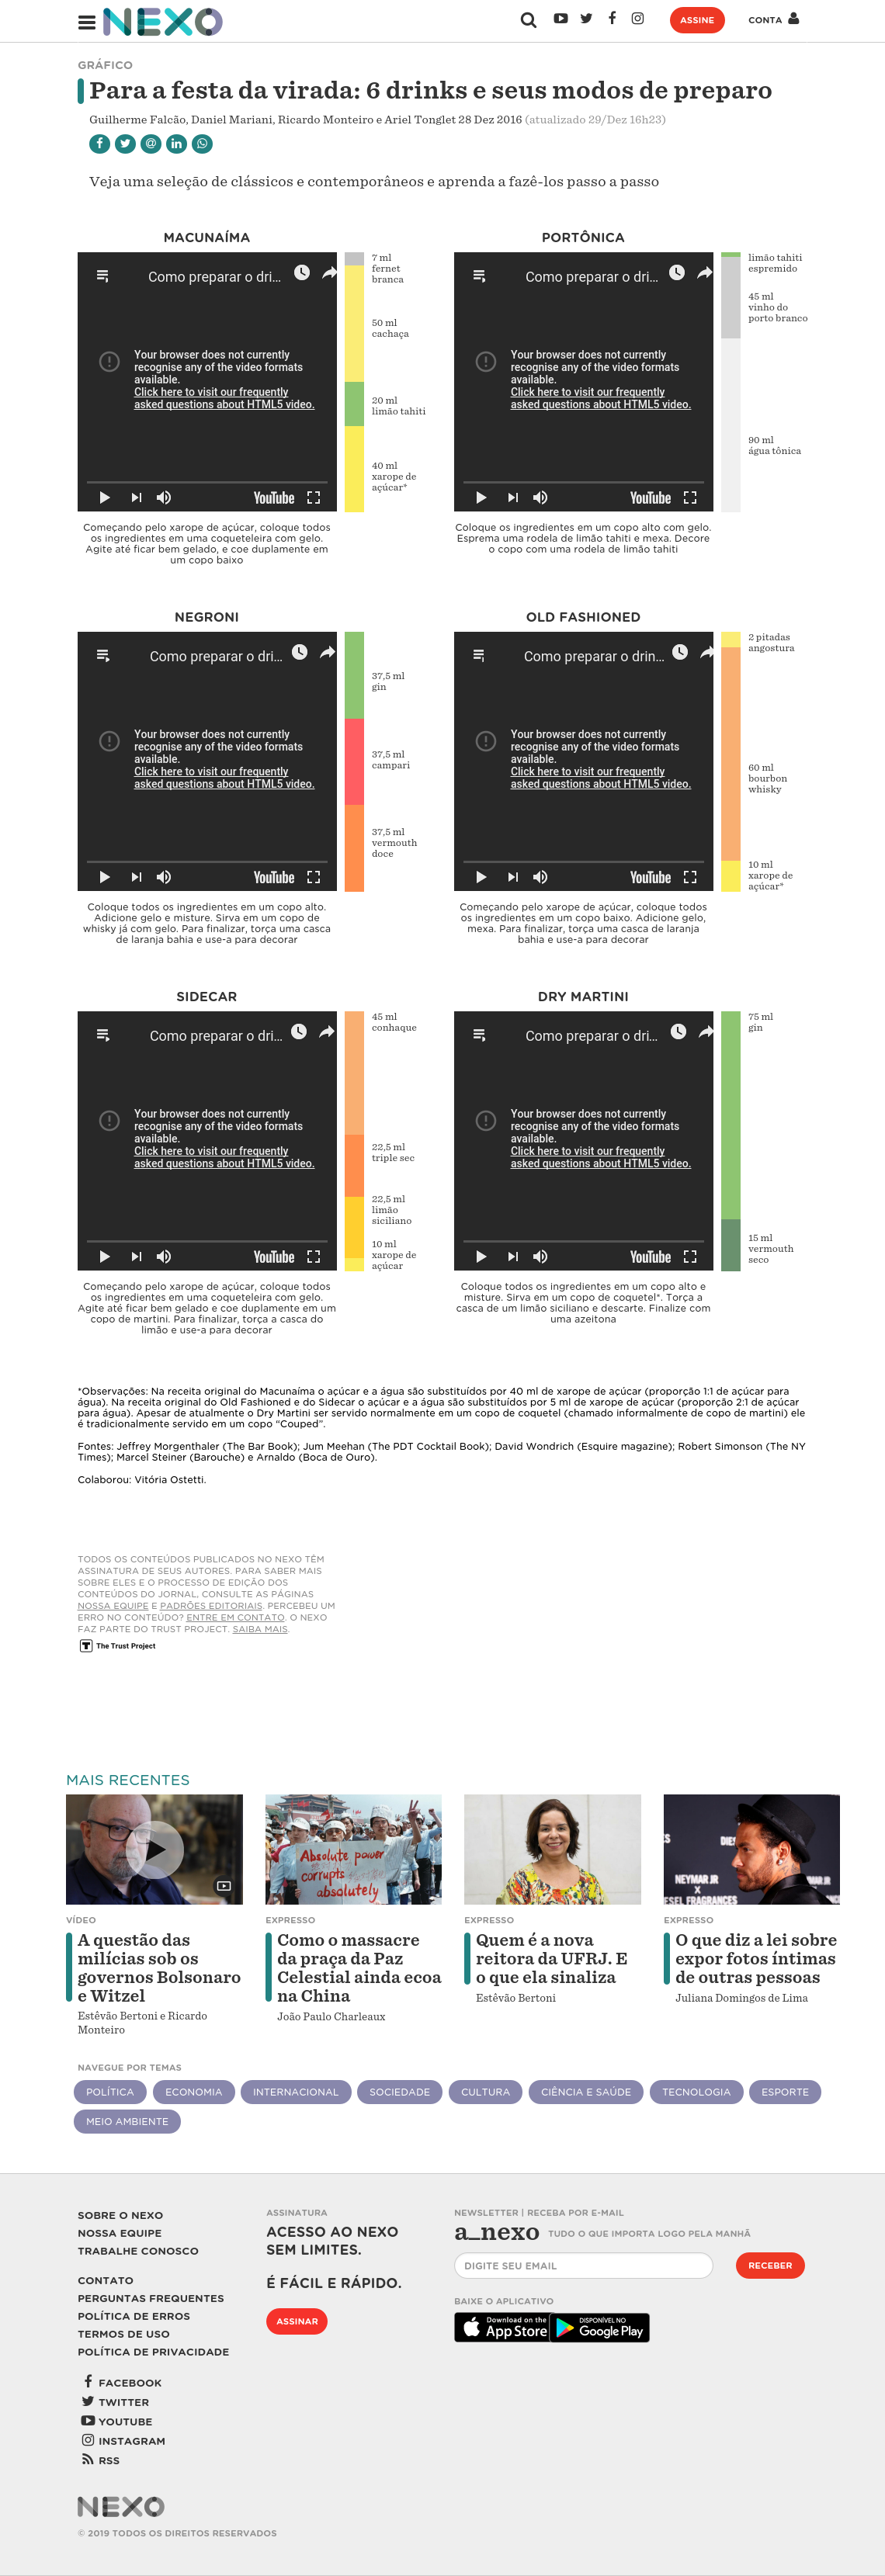 NEXO
ASSINE
CONTA
GRÁFICO
Para a festa da virada: 6 drinks e seus modos de preparo
Guilherme Falcão, Daniel Mariani, Ricardo Monteiro e Ariel Tonglet 28 Dez 2016 (atualizado 29/Dez 16h23)
Veja uma seleção de clássicos e contemporâneos e aprenda a fazê-los passo a passo
MACUNAÍMA
Como preparar o dri...
Your browser does not currently
recognise any of the video formats
available.
Click here to visit our frequently
asked questions about HTML5 video.
YouTube
7 ml
fernet
branca
50 ml
cachaça
20 ml
limão tahiti
40 ml
xarope de
açúcar*
Começando pelo xarope de açúcar, coloque todos
os ingredientes em uma coqueteleira com gelo.
Agite até ficar bem gelado, e coe duplamente em
um copo baixo
PORTÔNICA
Como preparar o dri...
Your browser does not currently
recognise any of the video formats
available.
Click here to visit our frequently
asked questions about HTML5 video.
YouTube
limão tahiti
espremido
45 ml
vinho do
porto branco
90 ml
água tônica
Coloque os ingredientes em um copo alto com gelo.
Esprema uma rodela de limão tahiti e mexa. Decore
o copo com uma rodela de limão tahiti
NEGRONI
Como preparar o dri...
Your browser does not currently
recognise any of the video formats
available.
Click here to visit our frequently
asked questions about HTML5 video.
YouTube
37,5 ml
gin
37,5 ml
campari
37,5 ml
vermouth
doce
Coloque todos os ingredientes em um copo alto.
Adicione gelo e misture. Sirva em um copo de
whisky já com gelo. Para finalizar, torça uma casca
de laranja bahia e use-a para decorar
OLD FASHIONED
Como preparar o drin...
Your browser does not currently
recognise any of the video formats
available.
Click here to visit our frequently
asked questions about HTML5 video.
YouTube
2 pitadas
angostura
60 ml
bourbon
whisky
10 ml
xarope de
açúcar*
Começando pelo xarope de açúcar, coloque todos
os ingredientes em um copo baixo. Adicione gelo,
mexa. Para finalizar, torça uma casca de laranja
bahia e use-a para decorar
SIDECAR
Como preparar o dri...
Your browser does not currently
recognise any of the video formats
available.
Click here to visit our frequently
asked questions about HTML5 video.
YouTube
45 ml
conhaque
22,5 ml
triple sec
22,5 ml
limão
siciliano
10 ml
xarope de
açúcar
Começando pelo xarope de açúcar, coloque todos
os ingredientes em uma coqueteleira com gelo.
Agite até ficar bem gelado e coe duplamente em um
copo de martini. Para finalizar, torça a casca do
limão e use-a para decorar
DRY MARTINI
Como preparar o dri...
Your browser does not currently
recognise any of the video formats
available.
Click here to visit our frequently
asked questions about HTML5 video.
YouTube
75 ml
gin
15 ml
vermouth
seco
Coloque todos os ingredientes em um copo alto e
misture. Sirva em um copo de coquetel*. Torça a
casca de um limão siciliano e descarte. Finalize com
uma azeitona
*Observações: Na receita original do Macunaíma o açúcar e a água são substituídos por 40 ml de xarope de açúcar (proporção 1:1 de açúcar para
água). Na receita original do Old Fashioned e do Sidecar o açúcar e a água são substituídos por 5 ml de xarope de açúcar (proporção 2:1 de açúcar
para água). Apesar de atualmente o Dry Martini ser servido normalmente em um copo de coquetel (chamado informalmente de copo de martini) ele
é tradicionalmente servido em um copo “Couped”.
Fontes: Jeffrey Morgenthaler (The Bar Book); Jum Meehan (The PDT Cocktail Book); David Wondrich (Esquire magazine); Robert Simonson (The NY
Times); Marcel Steiner (Barouche) e Arnaldo (Boca de Ouro).
Colaborou: Vitória Ostetti.
TODOS OS CONTEÚDOS PUBLICADOS NO NEXO TÊM
ASSINATURA DE SEUS AUTORES. PARA SABER MAIS
SOBRE ELES E O PROCESSO DE EDIÇÃO DOS
CONTEÚDOS DO JORNAL, CONSULTE AS PÁGINAS
NOSSA EQUIPE E PADRÕES EDITORIAIS. PERCEBEU UM
ERRO NO CONTEÚDO? ENTRE EM CONTATO. O NEXO
FAZ PARTE DO TRUST PROJECT. SAIBA MAIS.
The Trust Project
MAIS RECENTES
Absolute power
corrupts
absolutely
NEYMAR JR
DIESEL FRAGRANCES
VÍDEO
A questão das
milícias sob os
governos Bolsonaro
e Witzel
Estêvão Bertoni e Ricardo
Monteiro
EXPRESSO
Como o massacre
da praça da Paz
Celestial ainda ecoa
na China
João Paulo Charleaux
EXPRESSO
Quem é a nova
reitora da UFRJ. E
o que ela sinaliza
Estêvão Bertoni
EXPRESSO
O que diz a lei sobre
expor fotos íntimas
de outras pessoas
Juliana Domingos de Lima
NAVEGUE POR TEMAS
POLÍTICA
ECONOMIA
INTERNACIONAL
SOCIEDADE
CULTURA
CIÊNCIA E SAÚDE
TECNOLOGIA
ESPORTE
MEIO AMBIENTE
SOBRE O NEXO
NOSSA EQUIPE
TRABALHE CONOSCO
CONTATO
PERGUNTAS FREQUENTES
POLÍTICA DE ERROS
TERMOS DE USO
POLÍTICA DE PRIVACIDADE
FACEBOOK
TWITTER
YOUTUBE
INSTAGRAM
RSS
ASSINATURA
ACESSO AO NEXO
SEM LIMITES.
É FÁCIL E RÁPIDO.
ASSINAR
NEWSLETTER | RECEBA POR E-MAIL
a_nexo TUDO O QUE IMPORTA LOGO PELA MANHÃ
DIGITE SEU EMAIL
RECEBER
BAIXE O APLICATIVO
Download on the
App Store
DISPONÍVEL NO
Google Play
NEXO
© 2019 TODOS OS DIREITOS RESERVADOS